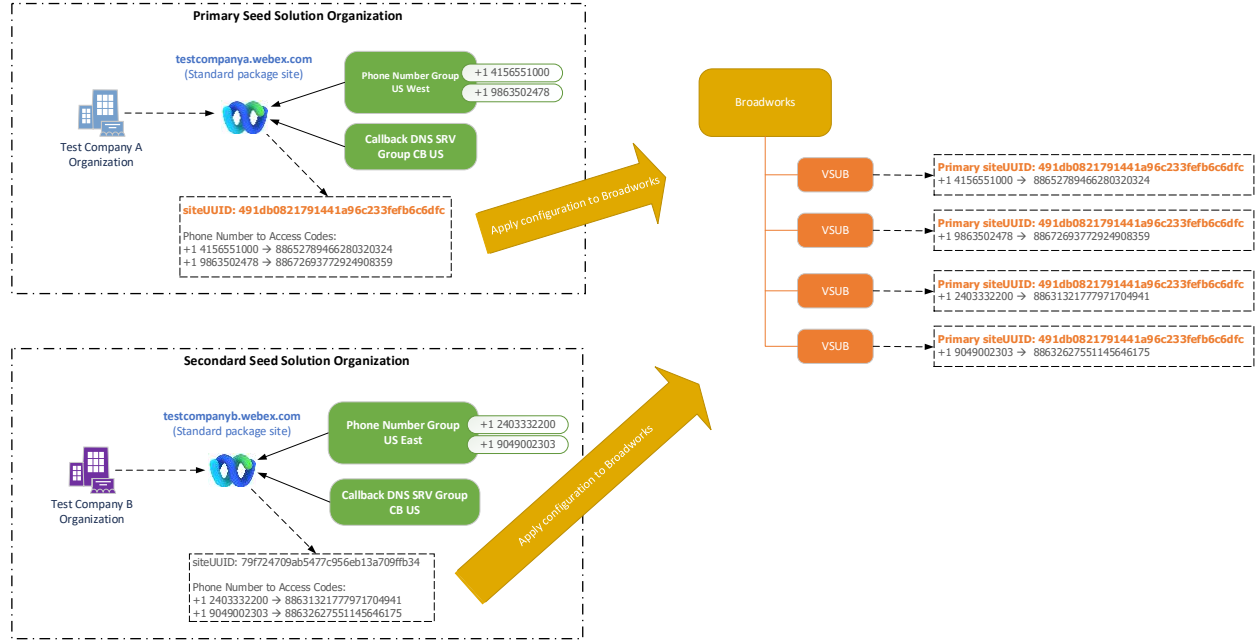 Primary Seed Solution Organization
testcompanya.webex.com
(Standard package site)
Phone Number Group
US West
+1 4156551000
+1 9863502478
Test Company A
Organization
Callback DNS SRV
Group CB US
siteUUID: 491db0821791441a96c233fefb6c6dfc
Phone Number to Access Codes:
+1 4156551000 → 88652789466280320324
+1 9863502478 → 88672693772924908359
Apply configuration to Broadworks
Secondard Seed Solution Organization
testcompanyb.webex.com
(Standard package site)
Phone Number Group
US East
+1 2403332200
+1 9049002303
Test Company B
Organization
Callback DNS SRV Group
CB US
siteUUID: 79f724709ab5477c956eb13a709ffb34
Phone Number to Access Codes:
+1 2403332200 → 88631321777971704941
+1 9049002303 → 88632627551145646175
Apply configuration to Broadworks
Broadworks
VSUB
Primary siteUUID: 491db0821791441a96c233fefb6c6dfc
+1 4156551000 → 88652789466280320324
VSUB
Primary siteUUID: 491db0821791441a96c233fefb6c6dfc
+1 9863502478 → 88672693772924908359
VSUB
Primary siteUUID: 491db0821791441a96c233fefb6c6dfc
+1 2403332200 → 88631321777971704941
VSUB
Primary siteUUID: 491db0821791441a96c233fefb6c6dfc
+1 9049002303 → 88632627551145646175